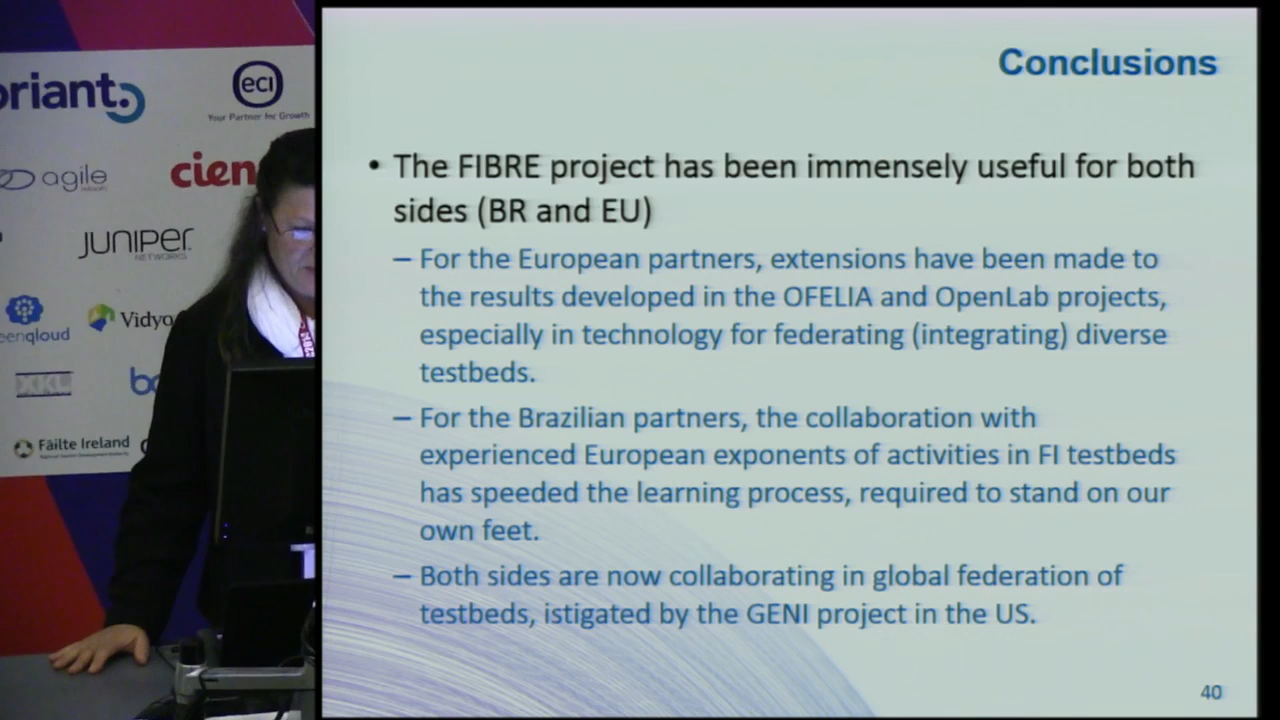 Conclusions
• The FIBRE project has been immensely useful for both
sides (BR and EU)
– For the European partners, extensions have been made to
the results developed in the OFELIA and OpenLab projects,
especially in technology for federating (integrating) diverse
testbeds.
– For the Brazilian partners, the collaboration with
experienced European exponents of activities in FI testbeds
has speeded the learning process, required to stand on our
own feet.
– Both sides are now collaborating in global federation of
testbeds, istigated by the GENI project in the US.
40
oriant.
eci
Your Partner for Growth
agile
cien
JUNIPEr
NETWORKS
eenqloud
Vidyo
XKL
Fáilte Ireland